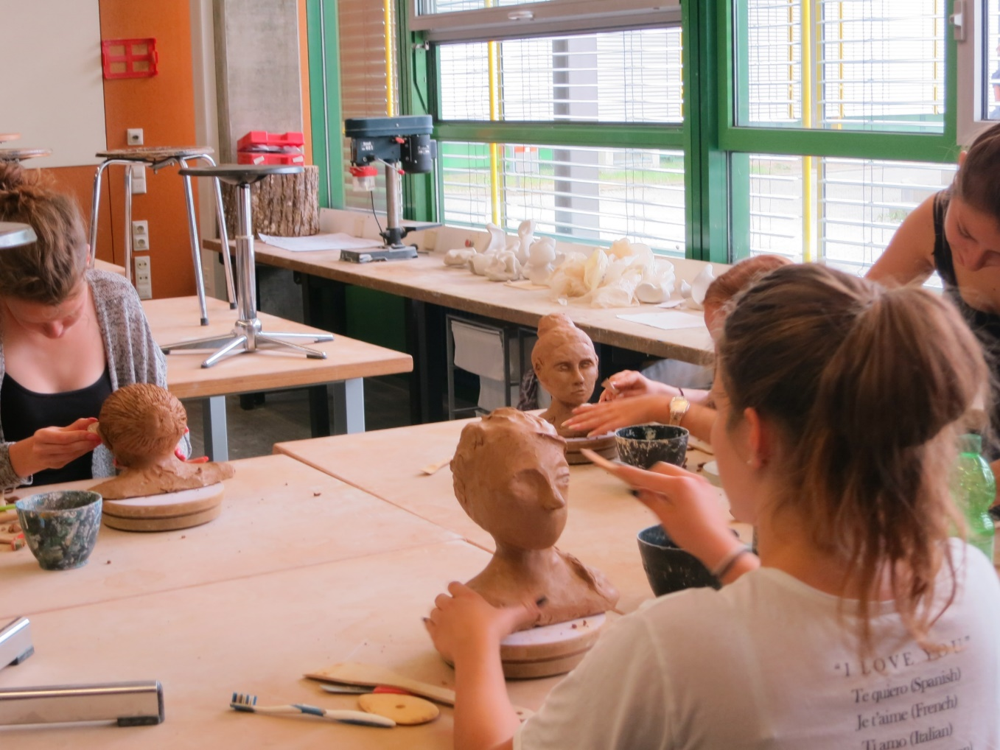 "I LOVE YOU"
Te quiero (Spanish)
Je t'aime (French)
Ti amo (Italian)